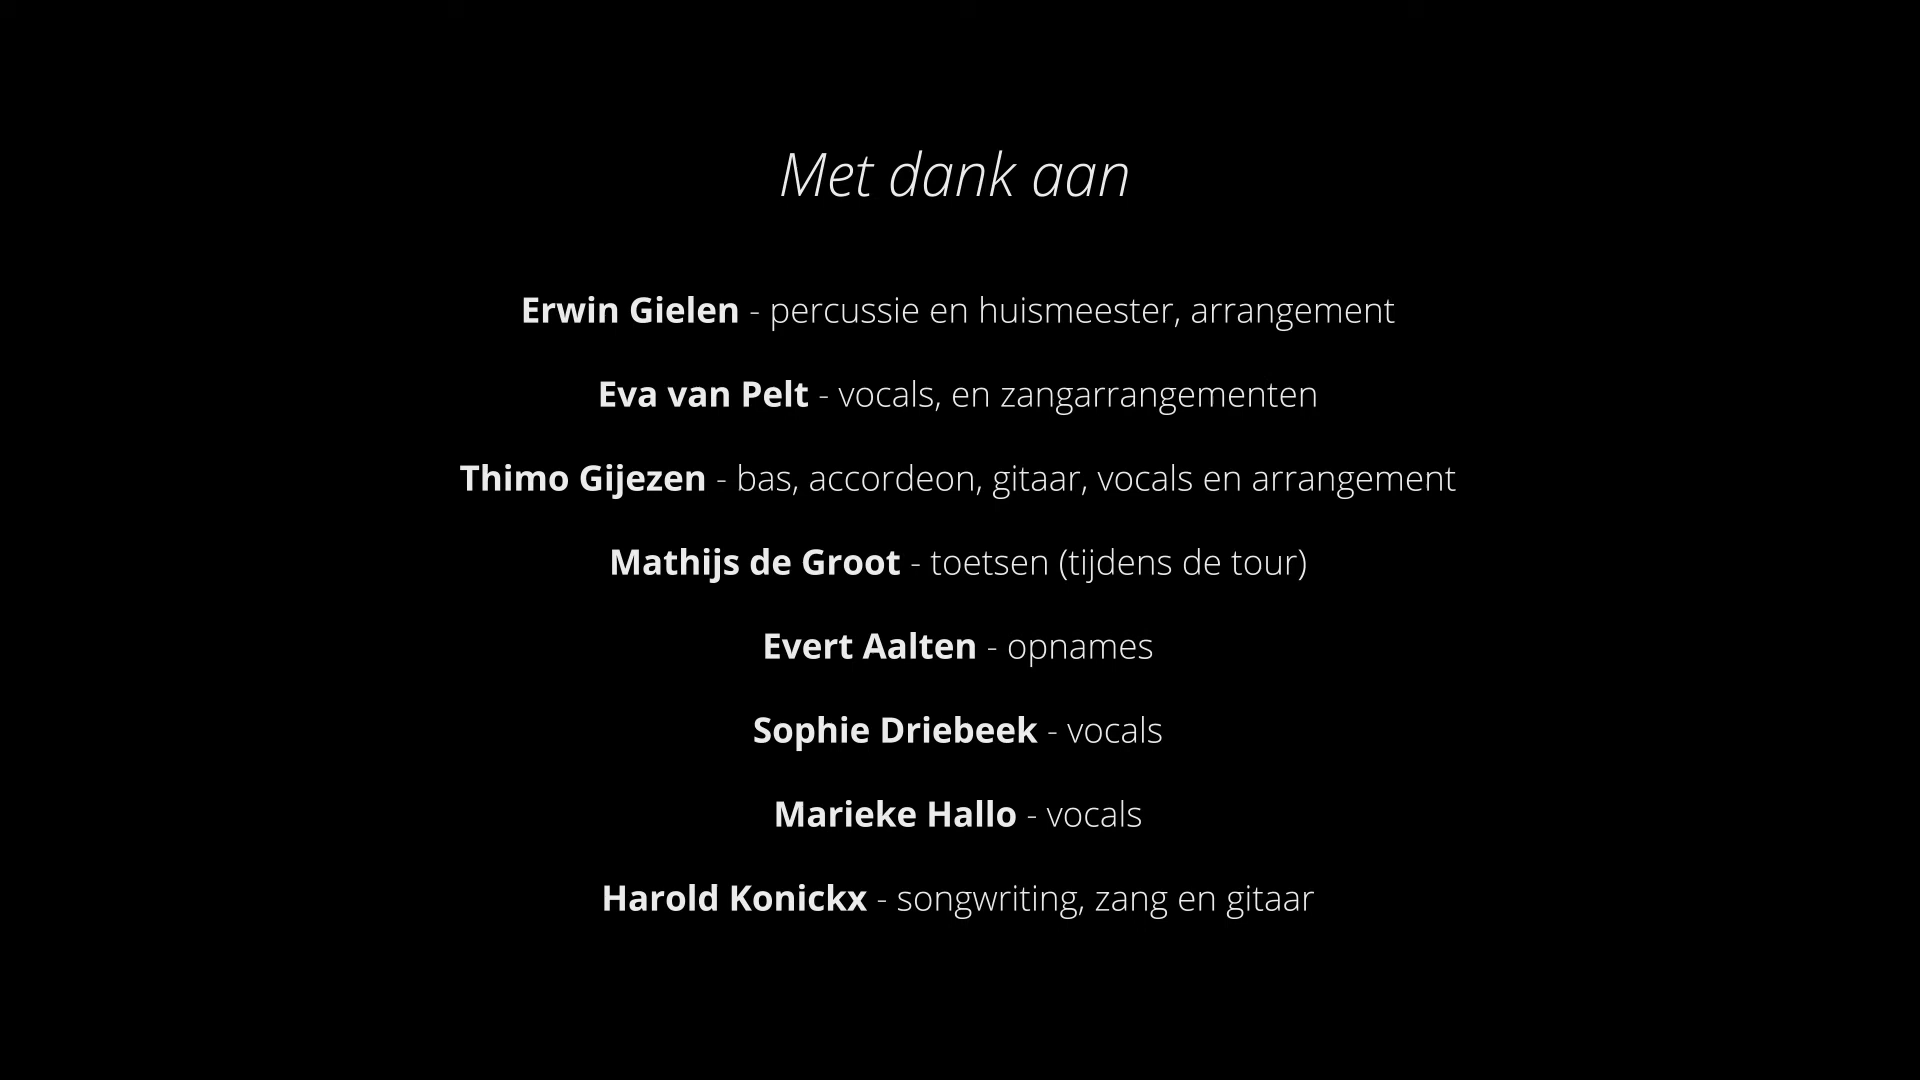 Met dank aan
Erwin Gielen - percussie en huismeester, arrangement
Eva van Pelt - vocals, en zangarrangementen
Thimo Gijezen - bas, accordeon, gitaar, vocals en arrangement
Mathijs de Groot - toetsen (tijdens de tour)
Evert Aalten - opnames
Sophie Driebeek - vocals
Marieke Hallo - vocals
Harold Konickx - songwriting, zang en gitaar